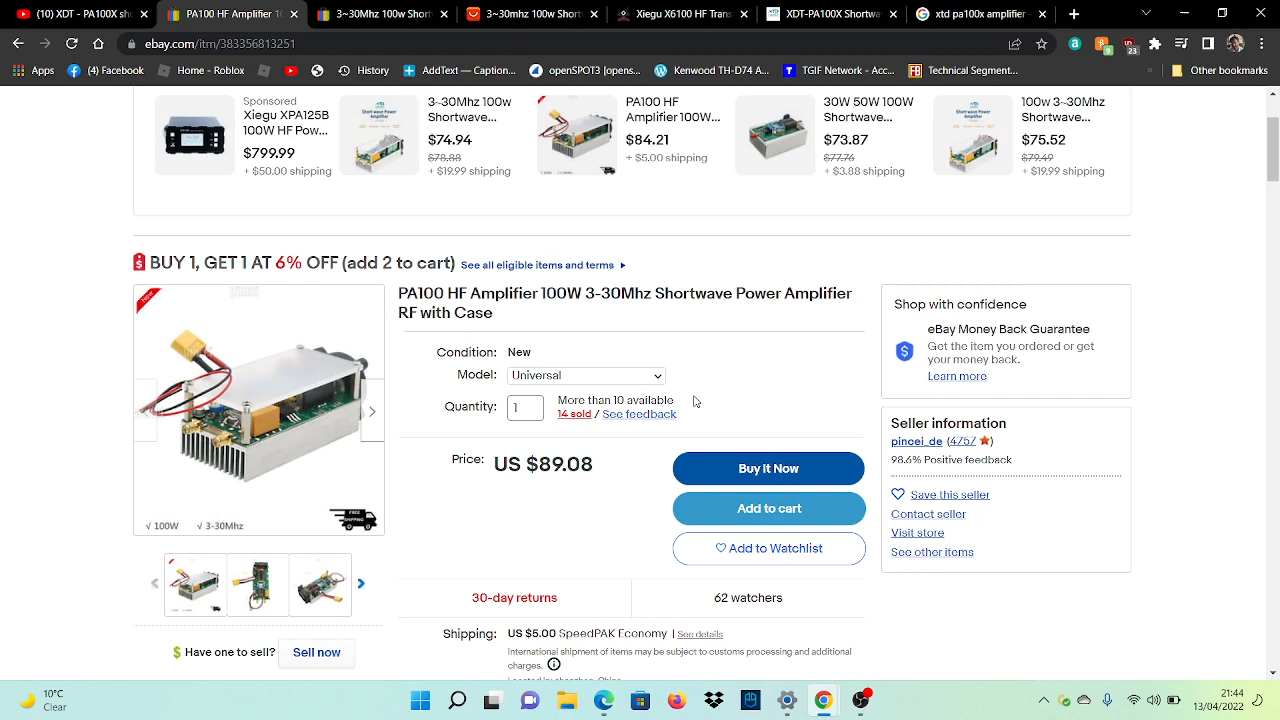 (10) XDT - PA100X sho
PA100 HF Amplifier 10
3~30Mhz 100w Short
3~30mhz 100w Short
Xiegu X6100 HF Trans
XDT-PA100X Shortwa
xtd pa100x amplifier -
ebay.com/itm/383356813251
9
23
Apps
(4) Facebook
Home - Roblox
History
AddTex — Caption...
openSPOT3 [opens...
Kenwood TH-D74 A...
TGIF Network - Acc...
Technical Segment...
Other bookmarks
Sponsored
Xiegu XPA125B
100W HF Pow...
$799.99
+ $50.00 shipping
3~30Mhz 100w
Shortwave...
$74.94
$78.88
+ $19.99 shipping
PA100 HF
Amplifier 100W...
$84.21
+ $5.00 shipping
30W 50W 100W
Shortwave...
$73.87
$77.76
+ $3.88 shipping
100w 3~30Mhz
Shortwave...
$75.52
$79.49
+ $19.99 shipping
BUY 1, GET 1 AT 6% OFF (add 2 to cart) See all eligible items and terms
New
pincei
√ 100W √ 3-30Mhz
FREE
SHIPPING
Have one to sell? Sell now
PA100 HF Amplifier 100W 3-30Mhz Shortwave Power Amplifier
RF with Case
Condition: New
Model: Universal
Quantity: 1
More than 10 available
14 sold / See feedback
Price: US $89.08
Buy It Now
Add to cart
Add to Watchlist
30-day returns
62 watchers
Shipping: US $5.00 SpeedPAK Economy | See details
International shipment of items may be subject to customs processing and additional
charges.
Shop with confidence
eBay Money Back Guarantee
Get the item you ordered or get
your money back.
Learn more
Seller information
pincei_de (4757)
98.6% Positive feedback
Save this seller
Contact seller
Visit store
See other items
10°C
Clear
21:44
13/04/2022